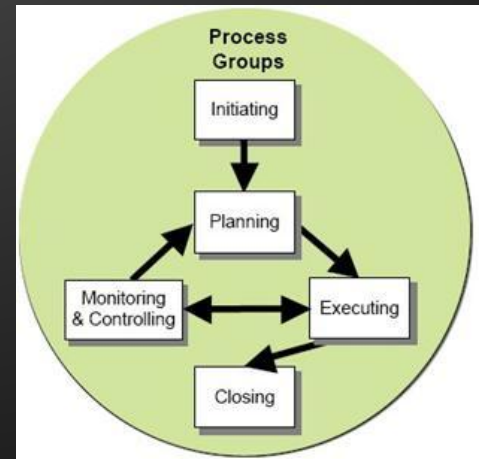 Process
Groups
Initiating
Planning
Monitoring
& Controlling
Executing
Closing